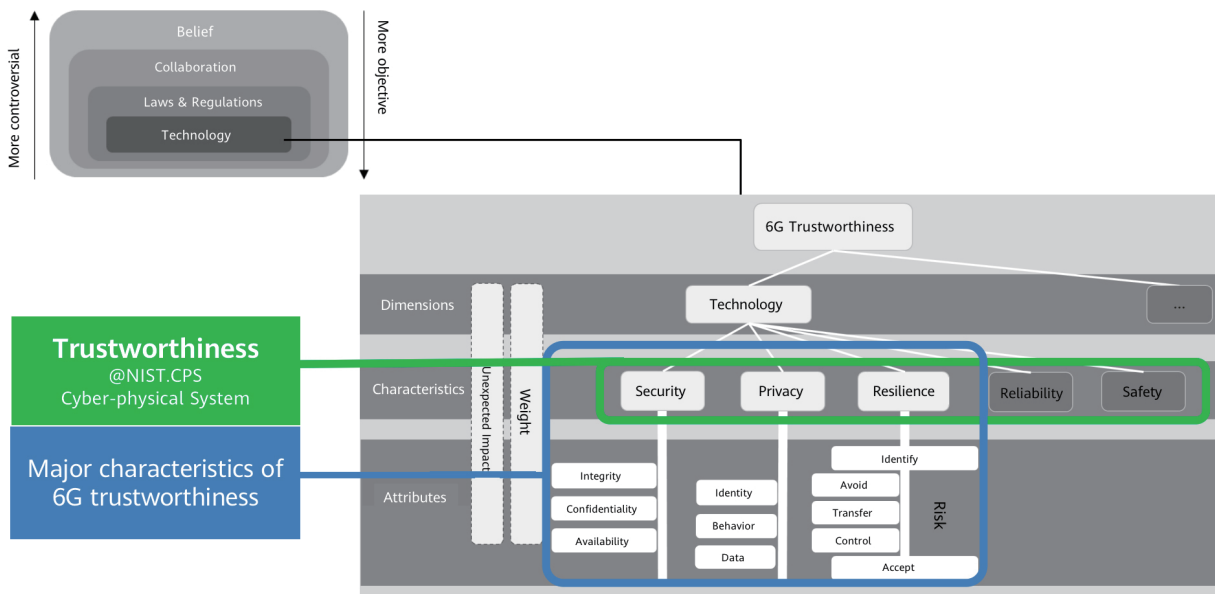 More controversial
Belief
Collaboration
Laws & Regulations
Technology
More objective
6G Trustworthiness
Dimensions
Technology
...
Trustworthiness
@NIST.CPS
Cyber-physical System
Characteristics
Unexpected Impact
Weight
Security
Privacy
Resilience
Reliability
Safety
Major characteristics of
6G trustworthiness
Attributes
Integrity
Confidentiality
Availability
Identity
Behavior
Data
Identify
Avoid
Transfer
Control
Accept
Risk